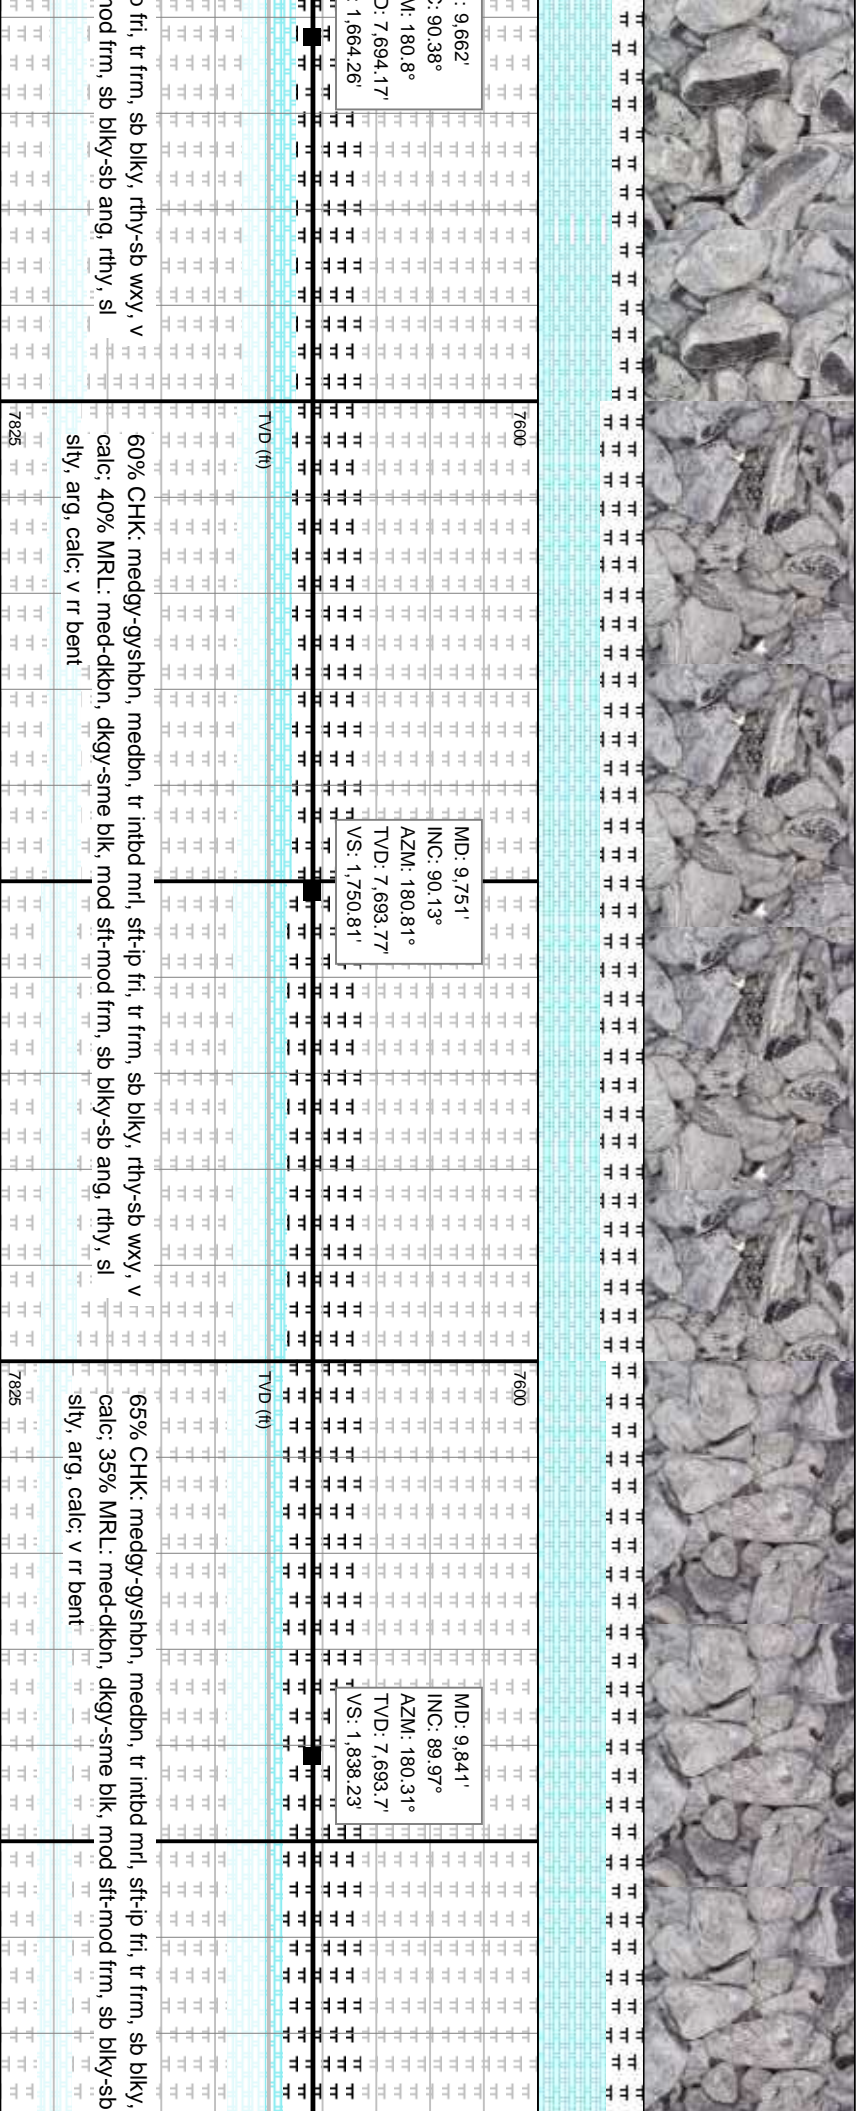 : 9,662'
C: 90.38°
M: 180.8°
D: 7,694.17'
: 1,664.26'
fri, tr frm, sb blky, rthy-sb wxy, v
mod frm, sb blky-sb ang, rthy, sl
7600
TVD (ft)
7825
60% CHK: medgy-gyshbn, medbn, tr intbd mrl, sft-ip fri, tr frm, sb blky, rthy-sb wxy, v
calc; 40% MRL: med-dkbn, dkgy-sme blk, mod sft-mod frm, sb blky-sb ang, rthy, sl
slty, arg, calc; v rr bent
MD: 9,751'
INC: 90.13°
AZM: 180.81°
TVD: 7,693.77'
VS: 1,750.81'
7600
TVD (ft)
7825
65% CHK: medgy-gyshbn, medbn, tr intbd mrl, sft-ip fri, tr frm, sb blky,
calc; 35% MRL: med-dkbn, dkgy-sme blk, mod sft-mod frm, sb blky-sb
slty, arg, calc; v rr bent
MD: 9,841'
INC: 89.97°
AZM: 180.31°
TVD: 7,693.7'
VS: 1,838.23'